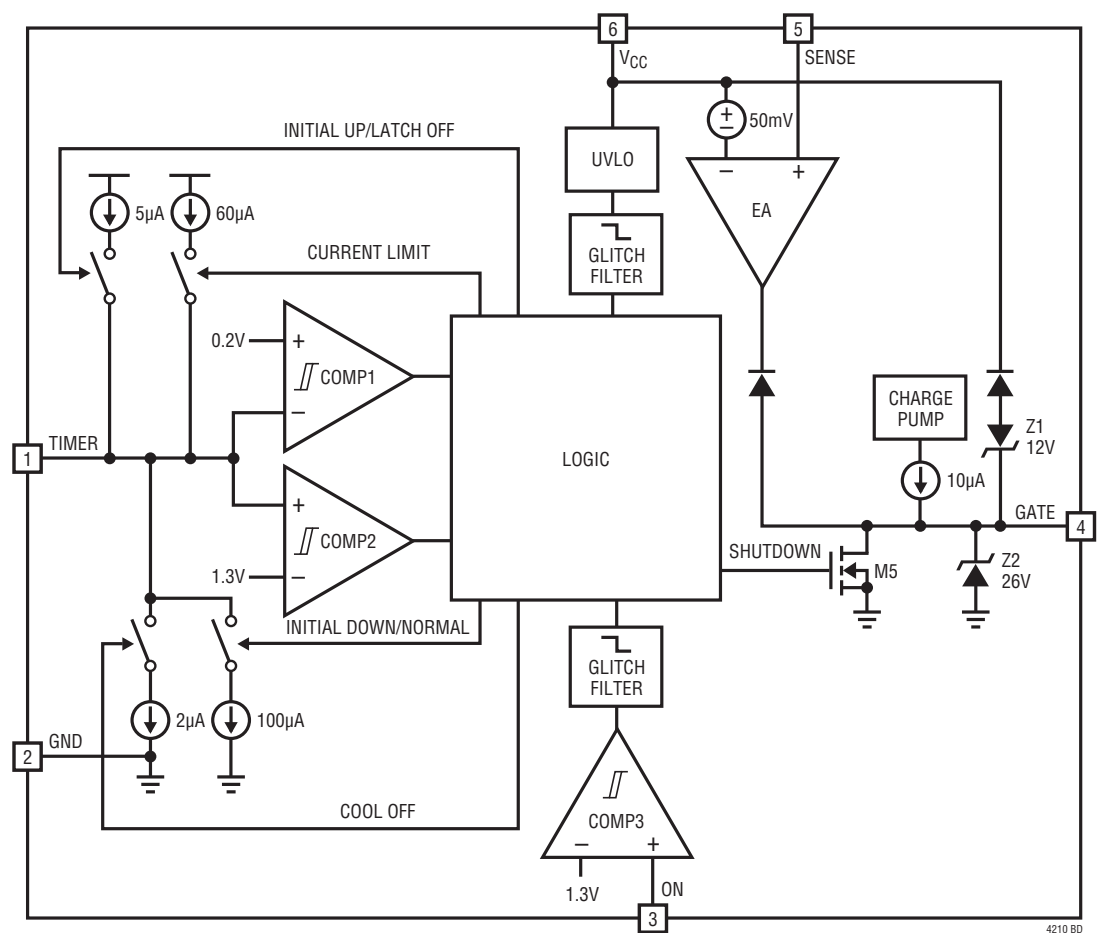 6
5
VCC
SENSE
50mV
INITIAL UP/LATCH OFF
UVLO
EA
5µA
60µA
GLITCH
FILTER
CURRENT LIMIT
0.2V
COMP1
CHARGE
PUMP
Z1
12V
1
TIMER
LOGIC
10µA
GATE
4
COMP2
SHUTDOWN
M5
Z2
26V
1.3V
INITIAL DOWN/NORMAL
GLITCH
FILTER
2µA
100µA
2
GND
COOL OFF
COMP3
1.3V
ON
3
4210 BD